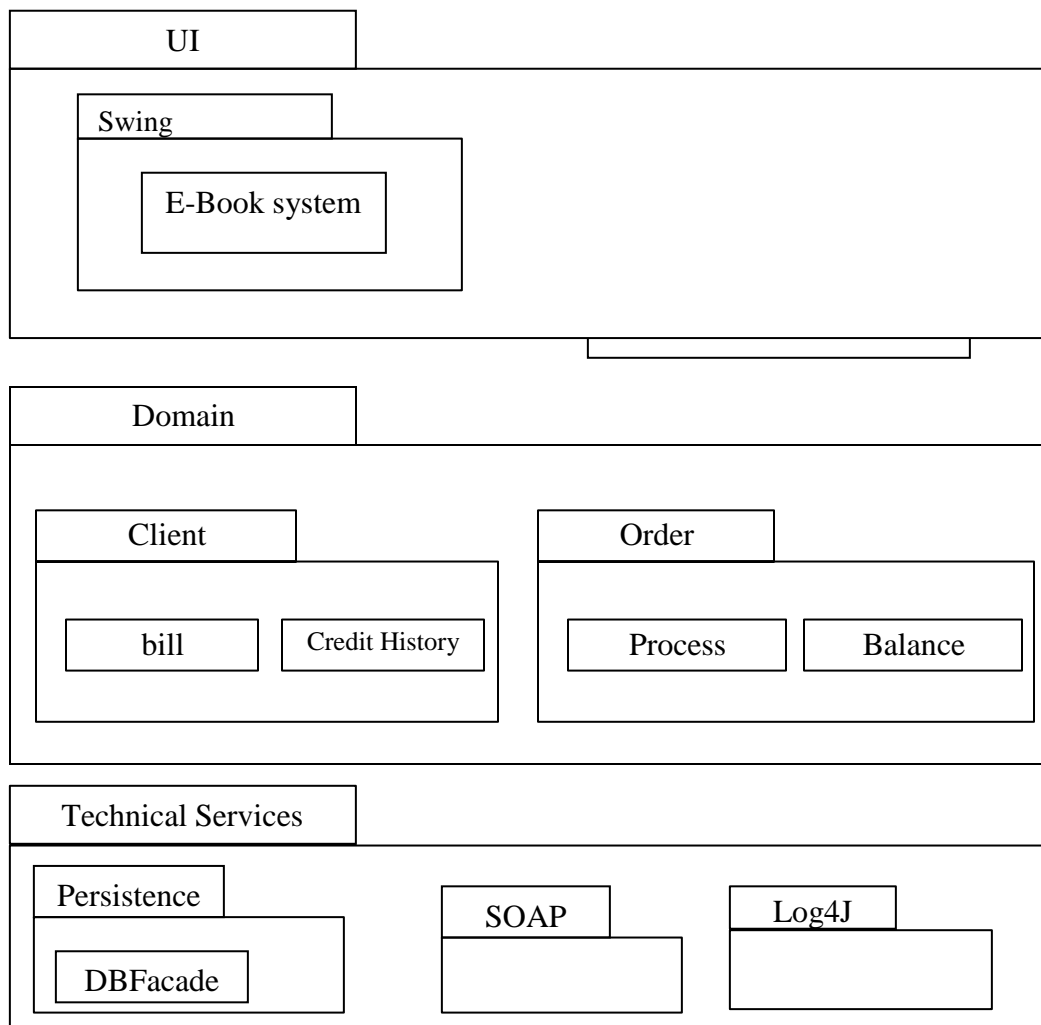 UI
Swing
E-Book system
Domain
Client
Order
bill
Credit History
Process
Balance
Technical Services
Persistence
SOAP
Log4J
DBFacade